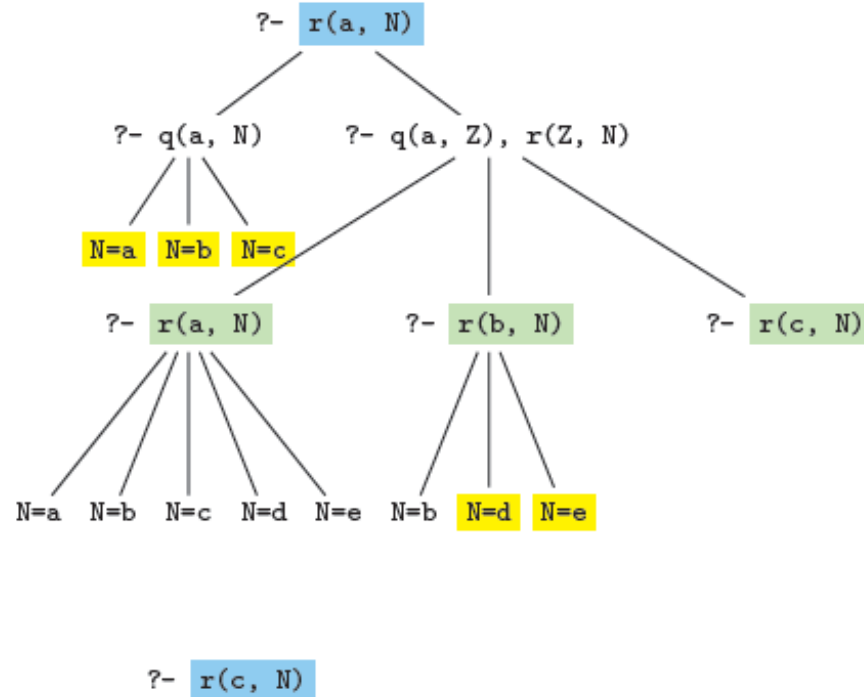 ?- r(a, N)
?- q(a, N) ?- q(a, Z), r(Z, N)
N=a N=b N=c
?- r(a, N) ?- r(b, N) ?- r(c, N)
N=a N=b N=c N=d N=e N=b N=d N=e
?- r(c, N)